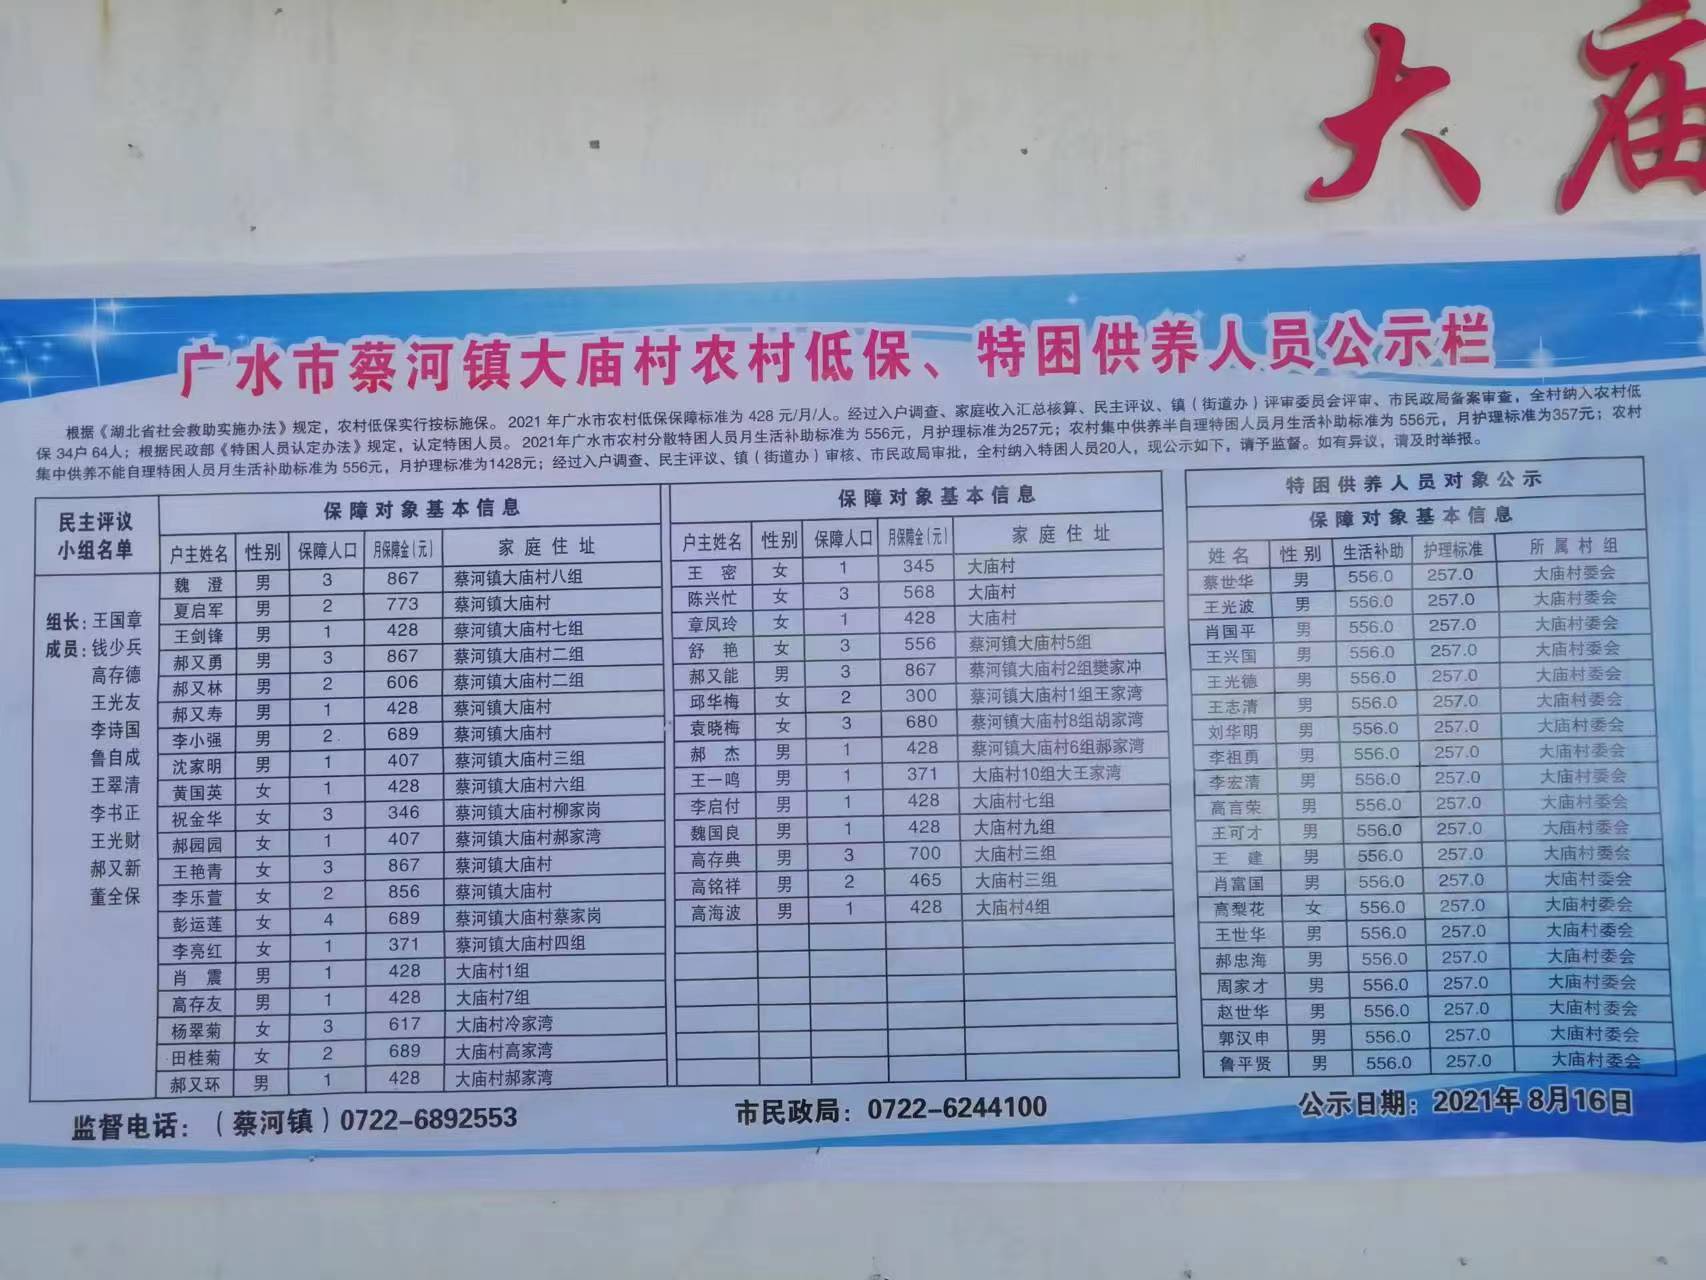 大庙
广水市蔡河镇大庙村农村低保、特困供养人员公示栏
根据《湖北省社会救助实施办法》规定，农村低保实行按标施保。2021年广水市农村低保保障标准为428元/月/人。经过入户调查、家庭收入汇总核算、民主评议、镇（街道办）评审委员会评审、市民政局备案审查，全村纳入农村低
保34户64人；根据民政部《特困人员认定办法》规定，认定特困人员。2021年广水市农村分散特困人员月生活补助标准为556元，月护理标准为257元；农村集中供养半自理特困人员月生活补助标准为556元，月护理标准为357元；农村
集中供养不能自理特困人员月生活补助标准为556元，月护理标准为1428元；经过入户调查、民主评议、镇（街道办）审核、市民政局审批，全村纳入特困人员20人，现公示如下，请予监督。如有异议，请及时举报。
民主评议
小组名单
组长：王国章
成员：钱少兵
高存德
王光友
李诗国
鲁自成
王翠清
李书正
王光财
郝又新
董全保
保障对象基本信息
户主姓名 性别 保障人口 月保障金（元） 家庭住址
魏澄 男 3 867 蔡河镇大庙村八组
夏启军 男 2 773 蔡河镇大庙村
王剑锋 男 1 428 蔡河镇大庙村七组
郝又勇 男 3 867 蔡河镇大庙村二组
郝又林 男 2 606 蔡河镇大庙村二组
郝又寿 男 1 428 蔡河镇大庙村
李小强 男 2 689 蔡河镇大庙村
沈家明 男 1 407 蔡河镇大庙村三组
黄国英 女 1 428 蔡河镇大庙村六组
祝金华 女 3 346 蔡河镇大庙村柳家岗
郝园园 女 1 407 蔡河镇大庙村郝家湾
王艳青 女 3 867 蔡河镇大庙村
李乐萱 女 2 856 蔡河镇大庙村
彭运莲 女 4 689 蔡河镇大庙村蔡家岗
李亮红 女 1 371 蔡河镇大庙村四组
肖震 男 1 428 大庙村1组
高存友 男 1 428 大庙村7组
杨翠菊 女 3 617 大庙村冷家湾
田桂菊 女 2 689 大庙村高家湾
郝又环 男 1 428 大庙村郝家湾
保障对象基本信息
户主姓名 性别 保障人口 月保障金（元） 家庭住址
王密 女 1 345 大庙村
陈兴忙 女 3 568 大庙村
章凤玲 女 1 428 大庙村
舒艳 女 3 556 蔡河镇大庙村5组
郝又能 男 3 867 蔡河镇大庙村2组樊家冲
邱华梅 女 2 300 蔡河镇大庙村1组王家湾
袁晓梅 女 3 680 蔡河镇大庙村8组胡家湾
郝杰 男 1 428 蔡河镇大庙村6组郝家湾
王一鸣 男 1 371 大庙村10组大王家湾
李启付 男 1 428 大庙村七组
魏国良 男 1 428 大庙村九组
高存典 男 3 700 大庙村三组
高铭祥 男 2 465 大庙村三组
高海波 男 1 428 大庙村4组
特困供养人员对象公示
保障对象基本信息
姓名 性别 生活补助 护理标准 所属村组
蔡世华 男 556.0 257.0 大庙村委会
王光波 男 556.0 257.0 大庙村委会
肖国平 男 556.0 257.0 大庙村委会
王兴国 男 556.0 257.0 大庙村委会
王光德 男 556.0 257.0 大庙村委会
王志清 男 556.0 257.0 大庙村委会
刘华明 男 556.0 257.0 大庙村委会
李祖勇 男 556.0 257.0 大庙村委会
李宏清 男 556.0 257.0 大庙村委会
高言荣 男 556.0 257.0 大庙村委会
王可才 男 556.0 257.0 大庙村委会
王建 男 556.0 257.0 大庙村委会
肖富国 男 556.0 257.0 大庙村委会
高梨花 女 556.0 257.0 大庙村委会
王世华 男 556.0 257.0 大庙村委会
郝忠海 男 556.0 257.0 大庙村委会
周家才 男 556.0 257.0 大庙村委会
赵世华 男 556.0 257.0 大庙村委会
郭汉申 男 556.0 257.0 大庙村委会
鲁平贤 男 556.0 257.0 大庙村委会
监督电话：（蔡河镇）0722-6892553 市民政局：0722-6244100 公示日期：2021年8月16日